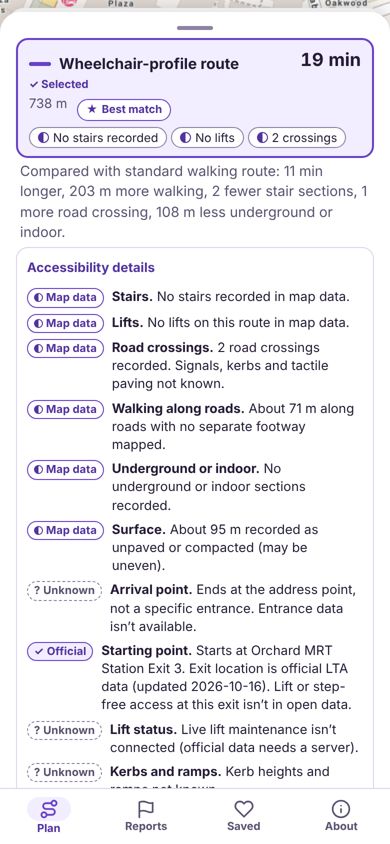 Plaza
Oakwood
Wheelchair-profile route
19 min
✓ Selected
738 m
★ Best match
No stairs recorded
No lifts
2 crossings
Compared with standard walking route: 11 min
longer, 203 m more walking, 2 fewer stair sections, 1
more road crossing, 108 m less underground or
indoor.
Accessibility details
Map data
Stairs. No stairs recorded in map data.
Map data
Lifts. No lifts on this route in map data.
Map data
Road crossings. 2 road crossings
recorded. Signals, kerbs and tactile
paving not known.
Map data
Walking along roads. About 71 m along
roads with no separate footway
mapped.
Map data
Underground or indoor. No
underground or indoor sections
recorded.
Map data
Surface. About 95 m recorded as
unpaved or compacted (may be
uneven).
? Unknown
Arrival point. Ends at the address point,
not a specific entrance. Entrance data
isn’t available.
✓ Official
Starting point. Starts at Orchard MRT
Station Exit 3. Exit location is official LTA
data (updated 2026-10-16). Lift or step-
free access at this exit isn’t in open data.
? Unknown
Lift status. Live lift maintenance isn’t
connected (official data needs a server).
? Unknown
Kerbs and ramps. Kerb heights and
ramps not known.
Plan
Reports
Saved
About